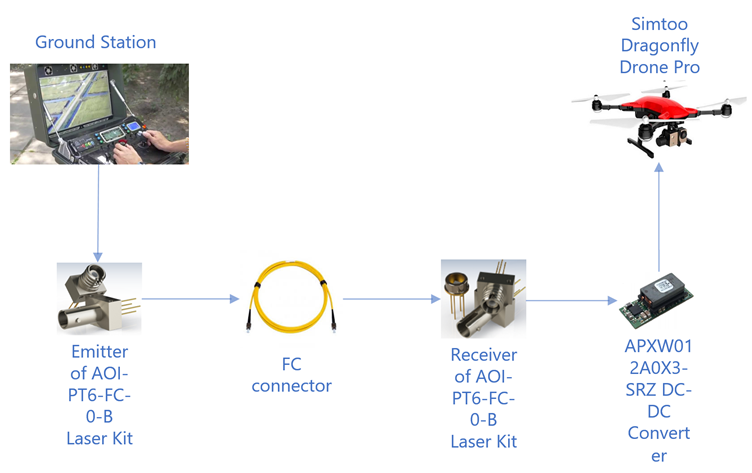 Ground Station
Simtoo
Dragonfly
Drone Pro
Emitter
of AOI-
PT6-FC-
0-B
Laser Kit
FC
connector
Receiver
of AOI-
PT6-FC-
0-B
Laser Kit
APXW01
2A0X3-
SRZ DC-
DC
Convert
er